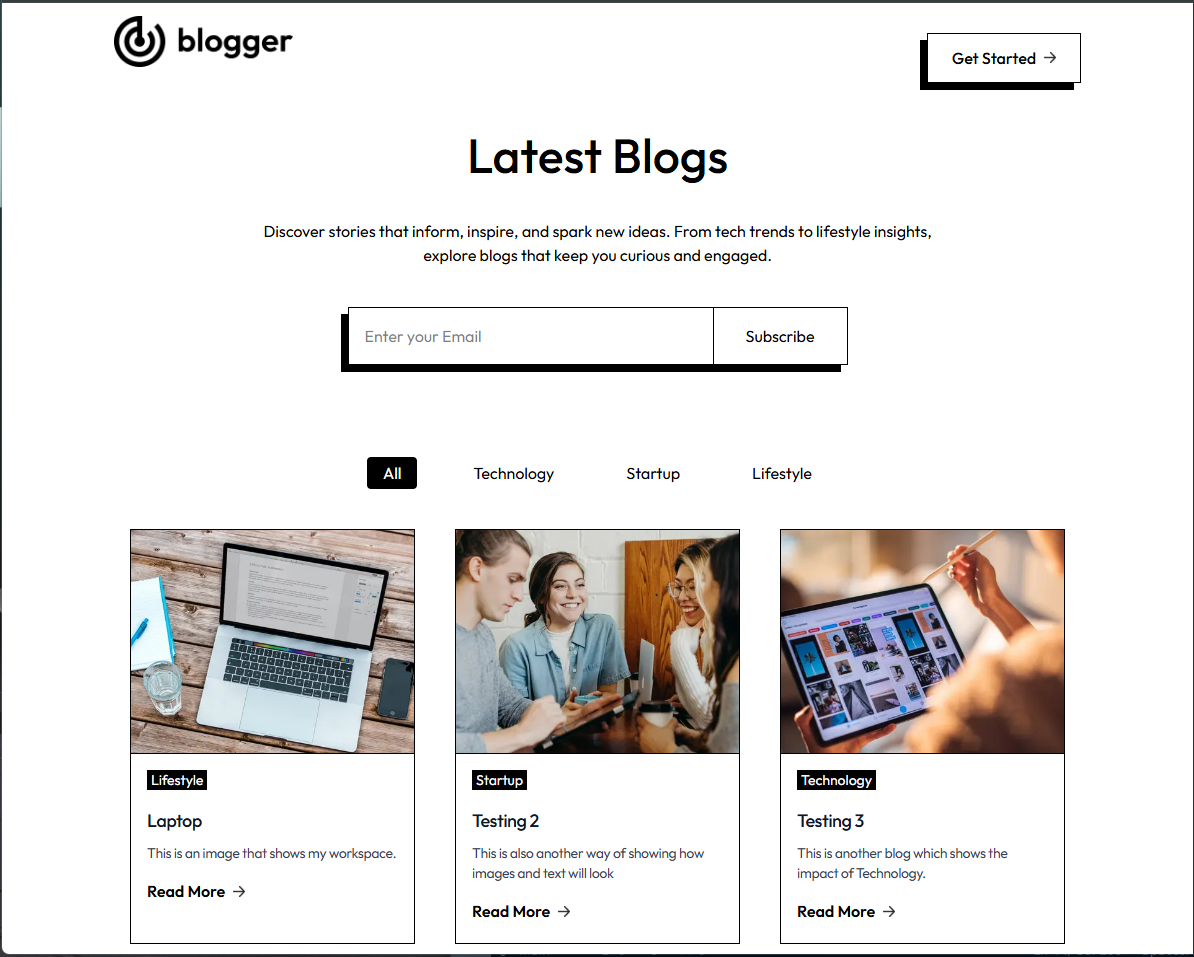 blogger
Get Started →
Latest Blogs
Discover stories that inform, inspire, and spark new ideas. From tech trends to lifestyle insights,
explore blogs that keep you curious and engaged.
Enter your Email
Subscribe
All
Technology
Startup
Lifestyle
Lifestyle
Laptop
This is an image that shows my workspace.
Read More →
Startup
Testing 2
This is also another way of showing how
images and text will look
Read More →
Technology
Testing 3
This is another blog which shows the
impact of Technology.
Read More →